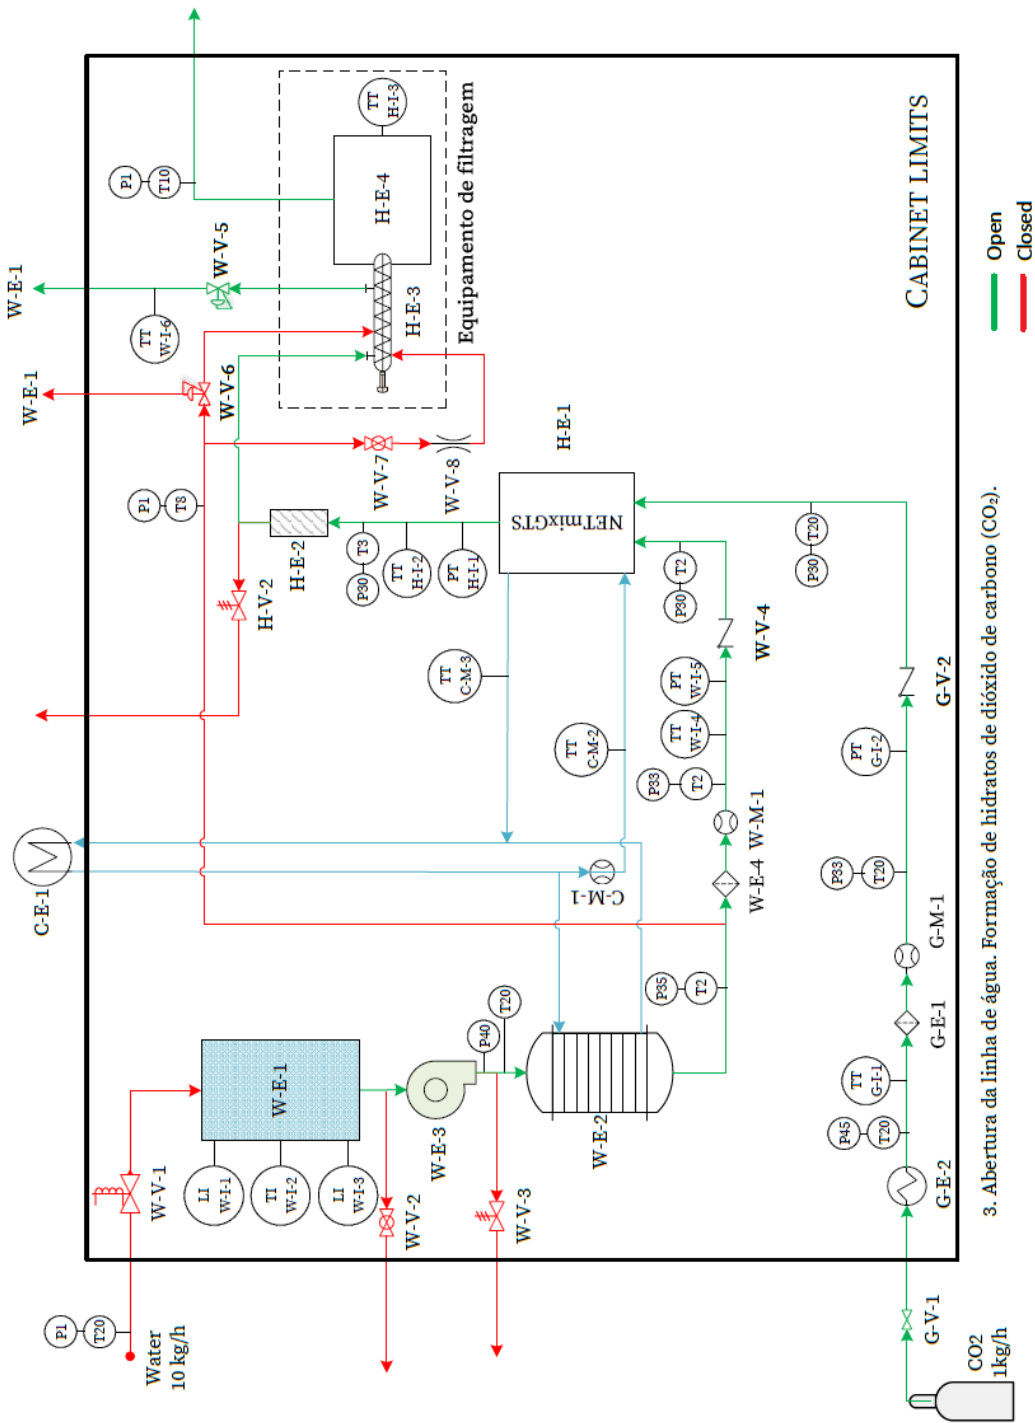 W-E-1
W-E-1
P1
T10
TT
H-I-3
H-E-4
W-V-5
TT
W-I-6
H-E-3
Equipamento de filtragem
W-V-6
W-V-7
W-V-8
P1
T8
H-E-1
NETmixGTS
H-E-2
P30
T3
TT
H-I-2
PT
H-I-1
H-V-2
TT
C-M-3
TT
C-M-2
C-E-1
C-M-1
P30
T2
W-V-4
PT
W-I-5
TT
W-I-4
P33
T2
W-M-1
W-E-4
P35
T2
P30
T20
G-V-2
PT
G-I-2
P33
T20
G-M-1
G-E-1
TT
G-I-1
P45
T20
G-E-2
G-V-1
CO2
1kg/h
W-E-1
LI
W-I-1
TI
W-I-2
LI
W-I-3
W-V-1
P1
T20
Water
10 kg/h
W-E-3
P40
T20
W-E-2
W-V-2
W-V-3
CABINET LIMITS
Open
Closed
3. Abertura da linha de água. Formação de hidratos de dióxido de carbono (CO₂).